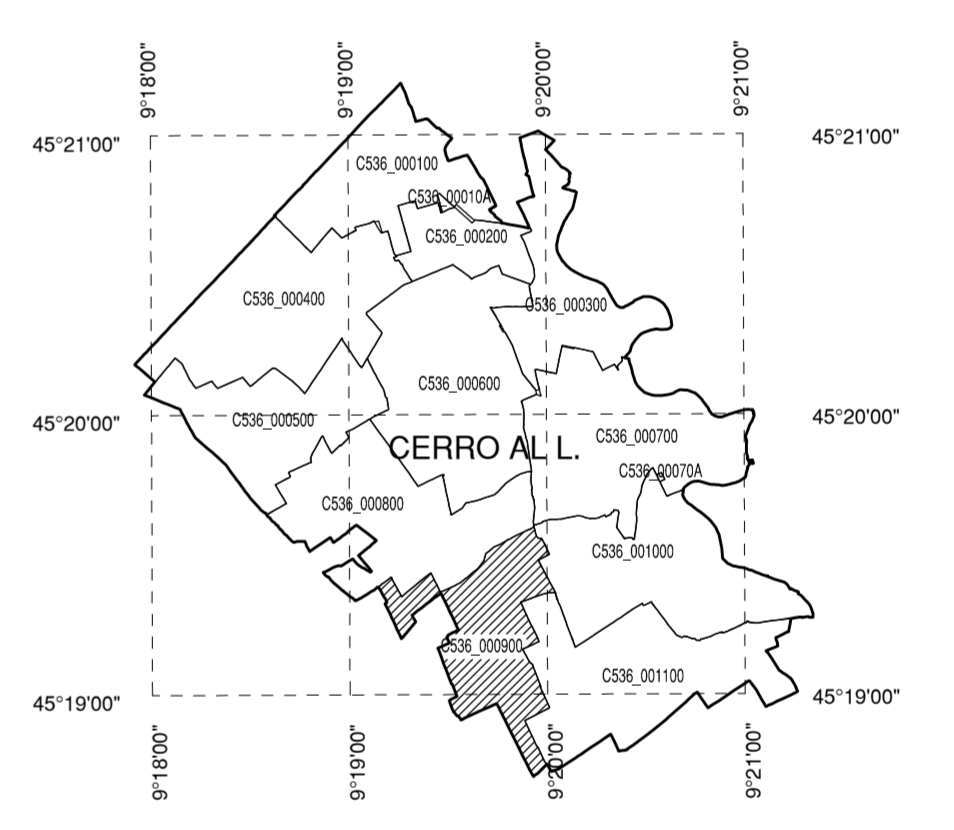 9°18'00"
9°19'00"
9°20'00"
9°21'00"
45°21'00"
45°21'00"
C536_000100
C536_00010A
C536_000200
C536_000400
C536_000300
C536_000600
45°20'00"
45°20'00"
C536_000500
C536_000700
CERRO AL L.
C536_00070A
C536_000800
C536_001000
C536_000900
C536_001100
45°19'00"
45°19'00"
9°18'00"
9°19'00"
9°20'00"
9°21'00"